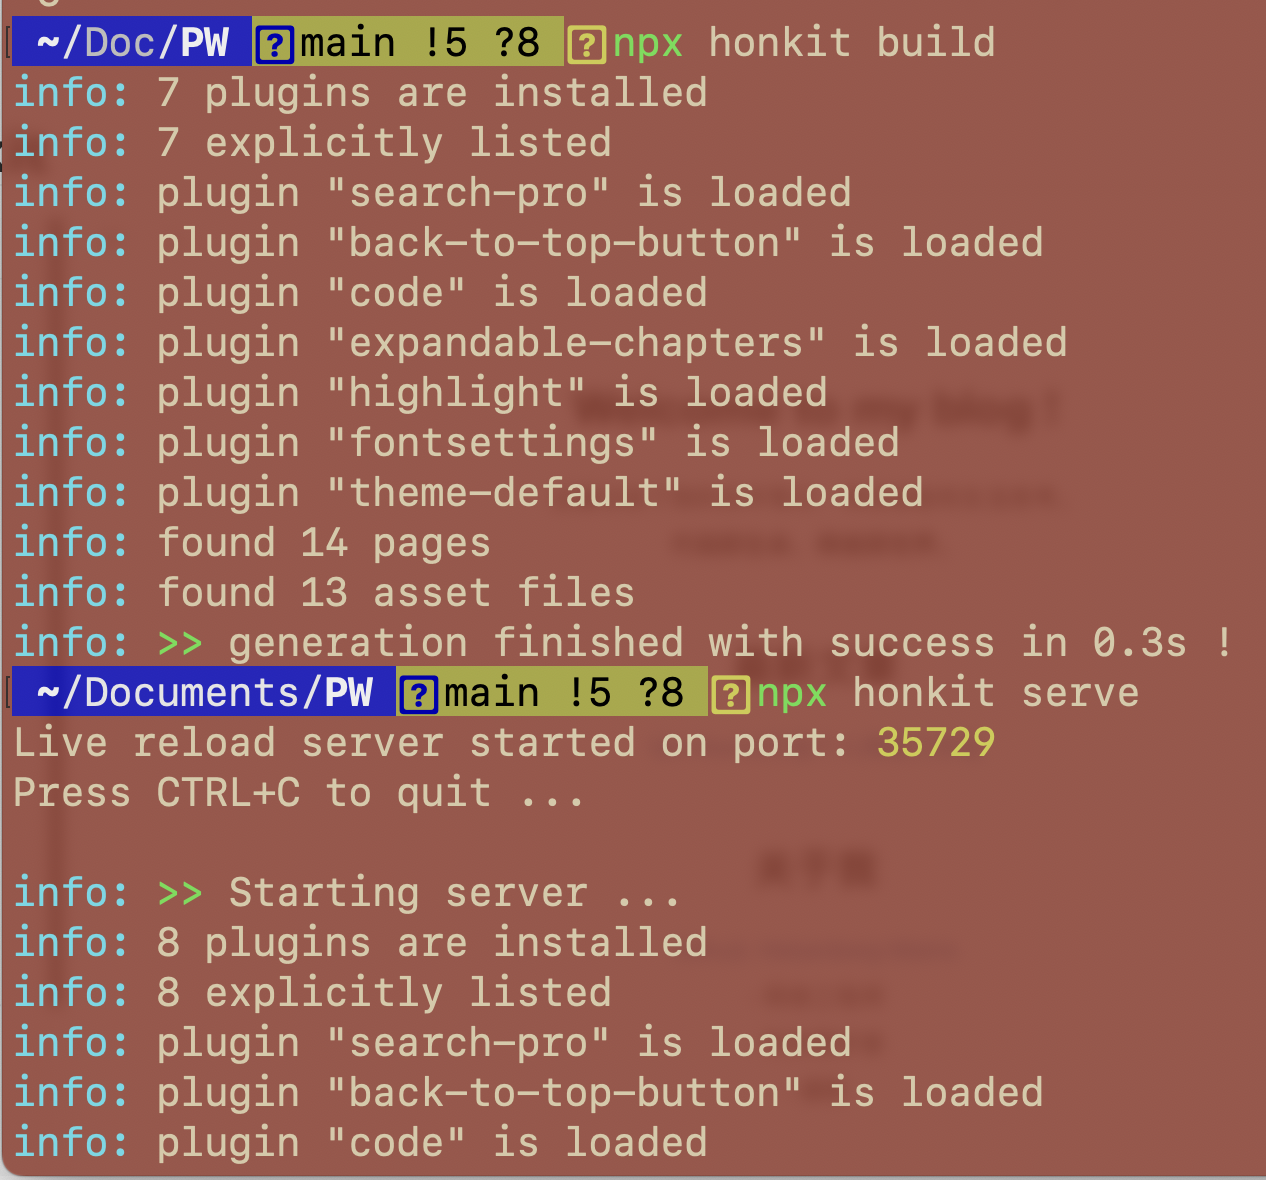 ~/Doc/PW ?main !5 ?8 ?npx honkit build
info: 7 plugins are installed
info: 7 explicitly listed
info: plugin "search-pro" is loaded
info: plugin "back-to-top-button" is loaded
info: plugin "code" is loaded
info: plugin "expandable-chapters" is loaded
info: plugin "highlight" is loaded
info: plugin "fontsettings" is loaded
info: plugin "theme-default" is loaded
info: found 14 pages
info: found 13 asset files
info: >> generation finished with success in 0.3s !
~/Documents/PW ?main !5 ?8 ?npx honkit serve
Live reload server started on port: 35729
Press CTRL+C to quit ...
info: >> Starting server ...
info: 8 plugins are installed
info: 8 explicitly listed
info: plugin "search-pro" is loaded
info: plugin "back-to-top-button" is loaded
info: plugin "code" is loaded